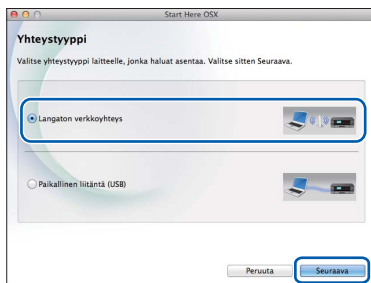 Start Here OSX
Yhteystyyppi
Valitse yhteystyyppi laitteelle, jonka haluat asentaa. Valitse sitten Seuraava.
Langaton verkkoyhteys
Paikallinen liitäntä (USB)
Peruuta
Seuraava